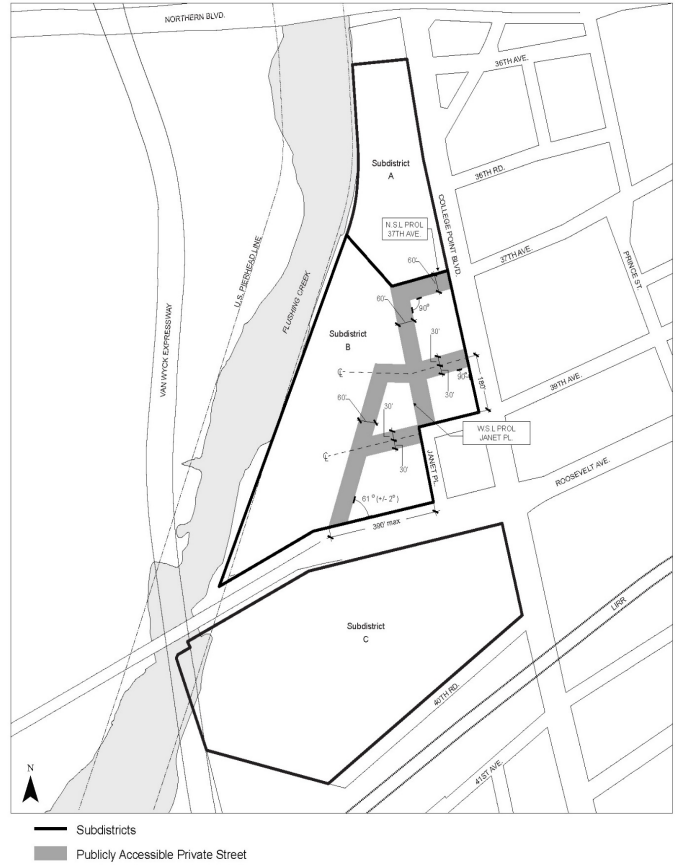 NORTHERN BLVD.
36TH AVE.
Subdistrict
A
36TH RD.
COLLEGE POINT BLVD.
N.S.L PROL
37TH AVE.
37TH AVE.
PRINCE ST.
U.S. PIERHEAD LINE
FLUSHING CREEK
VAN WYCK EXPRESSWAY
60'
60'
90°
Subdistrict
B
30'
℄
90°
30'
180'
39TH AVE.
60'
30'
W.S.L PROL
JANET PL.
℄
30'
JANET PL.
ROOSEVELT AVE.
61° (+/- 2°)
390' max
Subdistrict
C
LIRR
40TH RD.
41ST AVE.
N
Subdistricts
Publicly Accessible Private Street